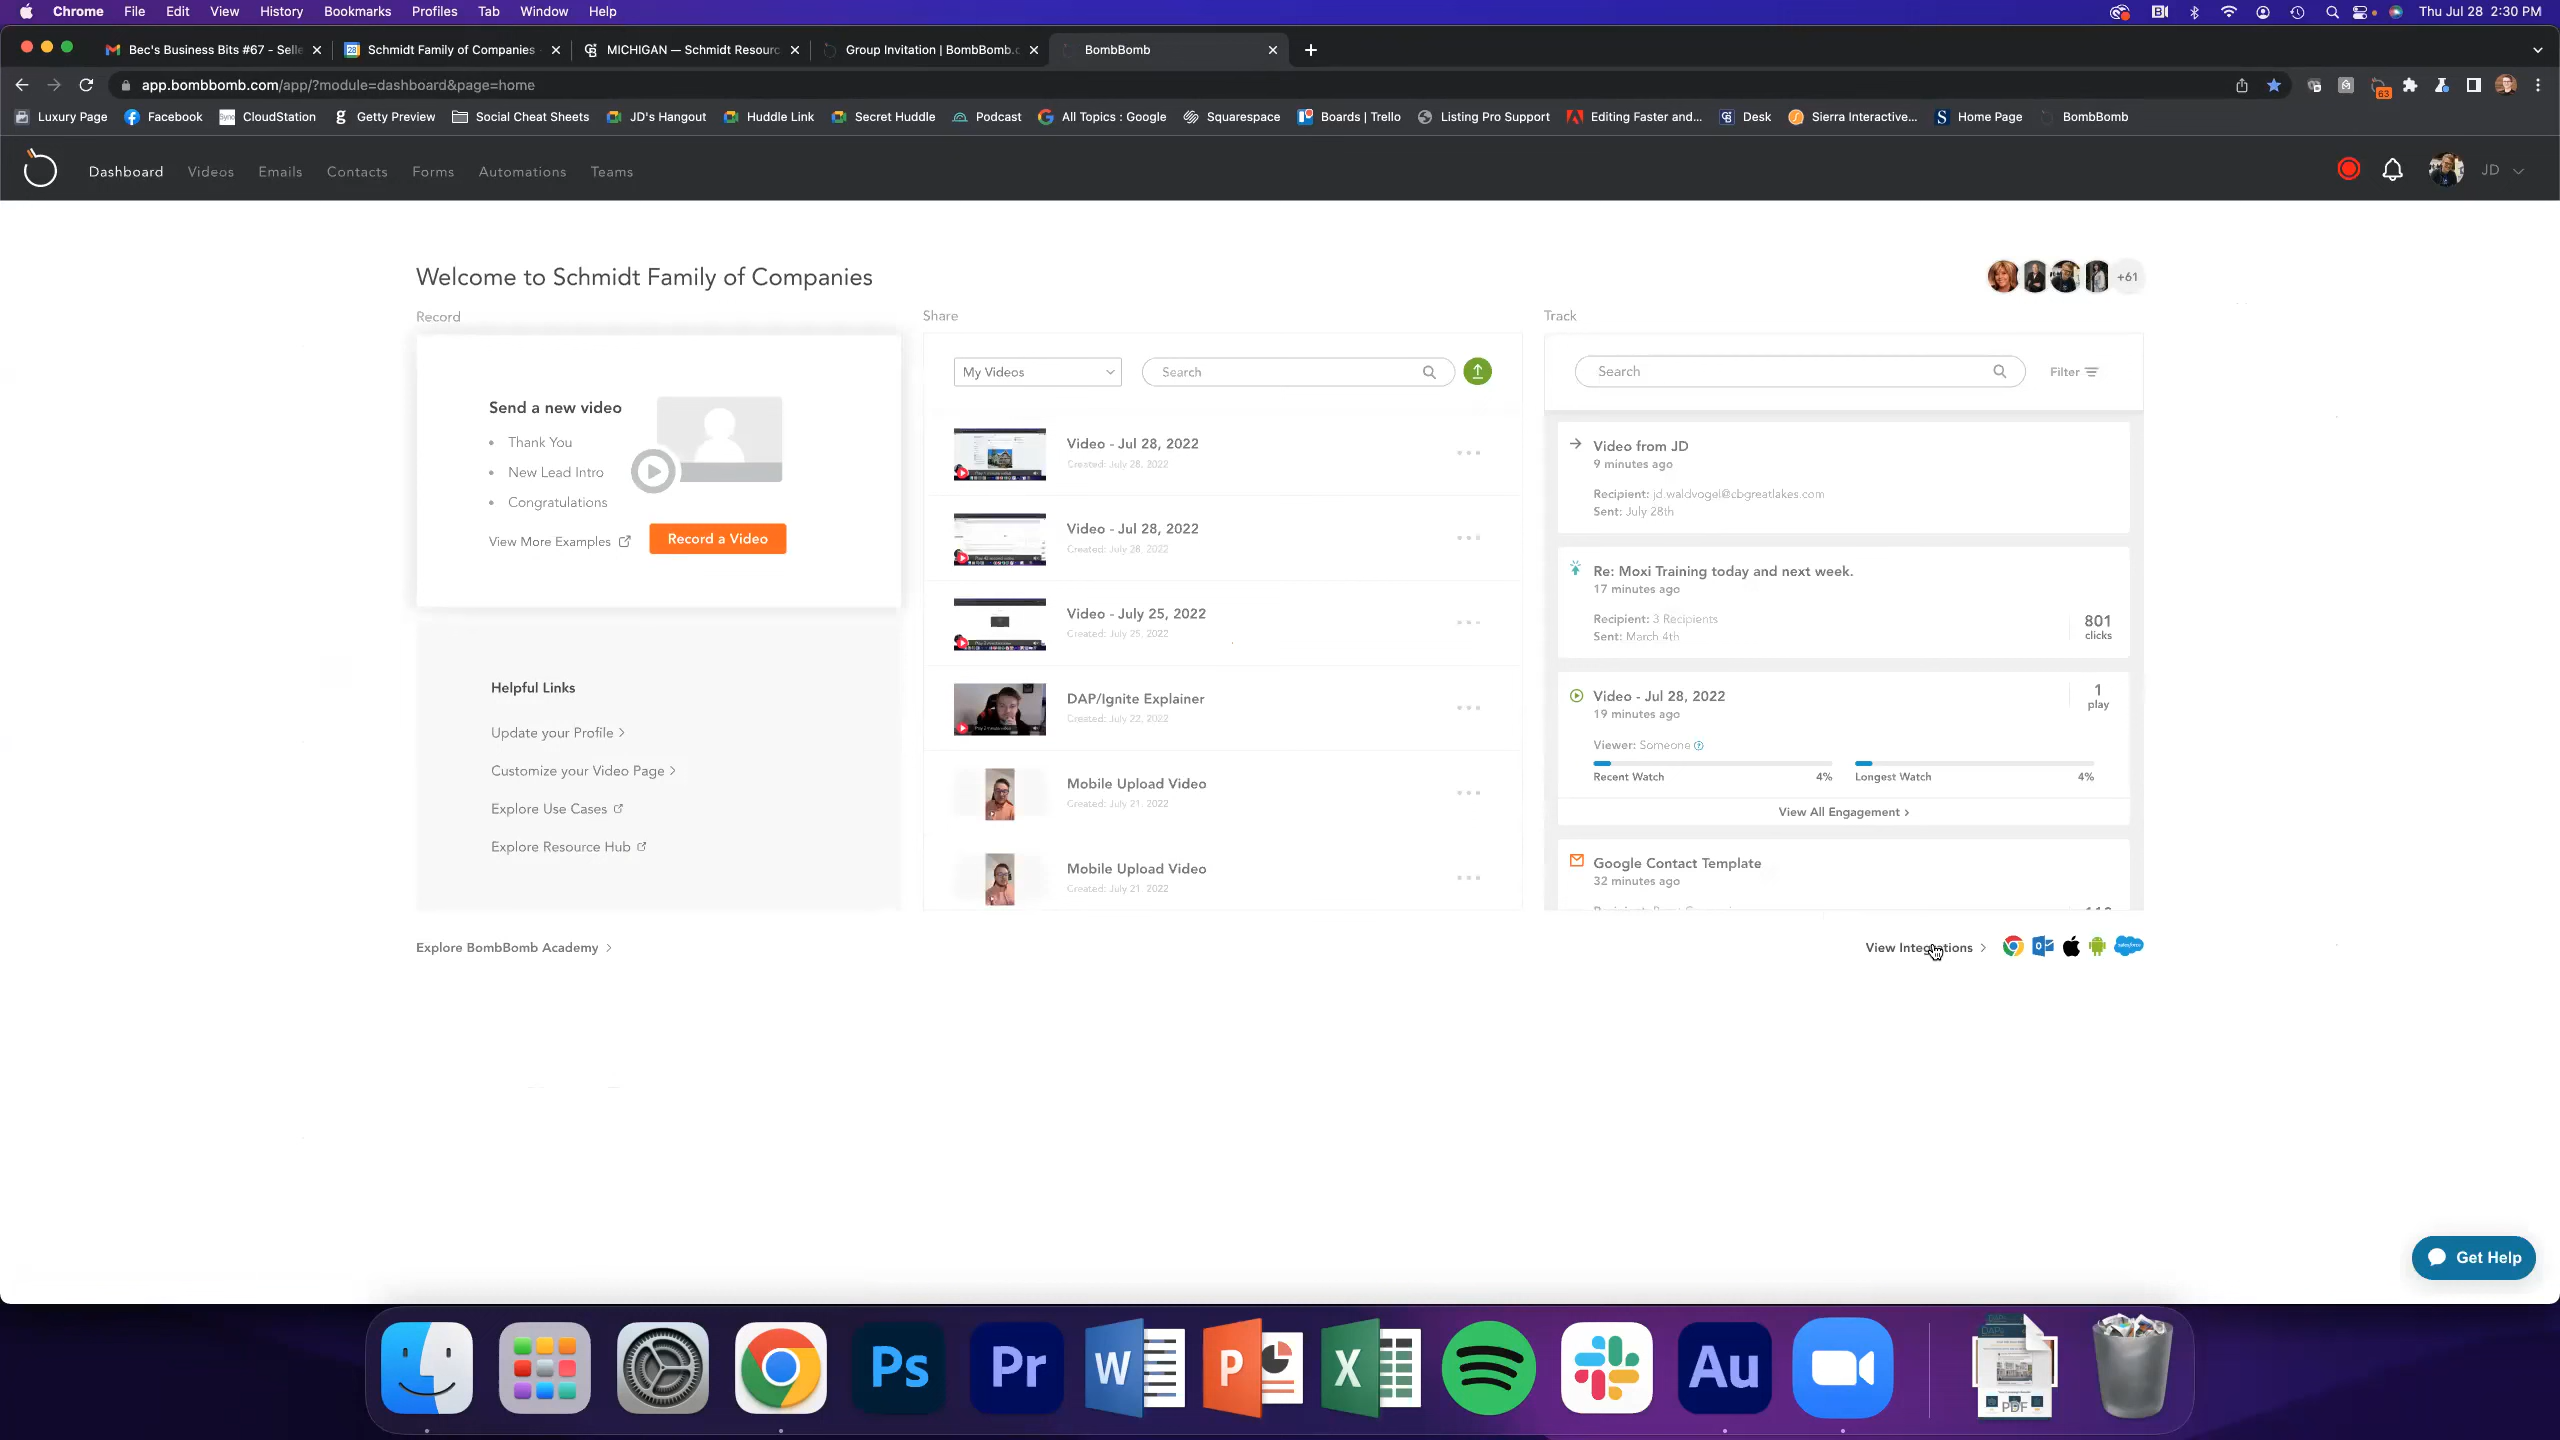 Chrome File Edit View History Bookmarks Profiles Tab Window Help
Thu Jul 28 2:30 PM
Bec's Business Bits #67 - Selle
28 Schmidt Family of Companies
MICHIGAN — Schmidt Resourc
Group Invitation | BombBomb.c
BombBomb
app.bombbomb.com/app/?module=dashboard&page=home
63
Luxury Page Facebook CloudStation Getty Preview Social Cheat Sheets JD's Hangout Huddle Link Secret Huddle Podcast All Topics : Google Squarespace Boards | Trello Listing Pro Support Editing Faster and... Desk Sierra Interactive... Home Page BombBomb
Dashboard Videos Emails Contacts Forms Automations Teams
JD
Welcome to Schmidt Family of Companies
+61
Record
Send a new video
• Thank You
• New Lead Intro
• Congratulations
View More Examples
Record a Video
Helpful Links
Update your Profile >
Customize your Video Page >
Explore Use Cases
Explore Resource Hub
Explore BombBomb Academy >
Share
My Videos
Search
Video - Jul 28, 2022
Created: July 28, 2022
Video - Jul 28, 2022
Created: July 28, 2022
Video - July 25, 2022
Created: July 25, 2022
DAP/Ignite Explainer
Created: July 22, 2022
Mobile Upload Video
Created: July 21, 2022
Mobile Upload Video
Created: July 21, 2022
Track
Search
Filter
Video from JD
9 minutes ago
Recipient: jd.waldvogel@cbgreatlakes.com
Sent: July 28th
Re: Moxi Training today and next week.
17 minutes ago
Recipient: 3 Recipients
Sent: March 4th
801
clicks
Video - Jul 28, 2022
19 minutes ago
1
play
Viewer: Someone
Recent Watch 4%
Longest Watch 4%
View All Engagement >
Google Contact Template
32 minutes ago
View Integrations >
Get Help
Ps Pr W P X Au
PDF